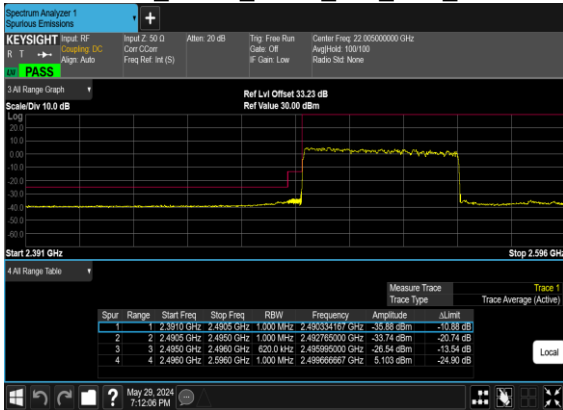 Spectrum Analyzer 1
Spurious Emissions
+
KEYSIGHT Input: RF Input Z: 50 Ω Atten: 20 dB Trig: Free Run Center Freq: 22.005000000 GHz
R T Coupling: DC Corr CCorr Gate: Off Avg|Hold: 100/100
Align: Auto Freq Ref: Int (S) IF Gain: Low Radio Std: None
LXI PASS
3 All Range Graph
Ref Lvl Offset 33.23 dB
Scale/Div 10.0 dB Ref Value 30.00 dBm
Log
20.0
10.0
0.00
-10.0
-20.0
-30.0
-40.0
-50.0
-60.0
Start 2.391 GHz Stop 2.596 GHz
4 All Range Table
Measure Trace Trace 1
Trace Type Trace Average (Active)
Spur Range Start Freq Stop Freq RBW Frequency Amplitude ΔLimit
1 1 2.3910 GHz 2.4905 GHz 1.000 MHz 2.490334167 GHz -35.88 dBm -10.88 dB
2 2 2.4905 GHz 2.4950 GHz 1.000 MHz 2.492765000 GHz -33.74 dBm -20.74 dB
3 3 2.4950 GHz 2.4960 GHz 620.0 kHz 2.495995000 GHz -26.54 dBm -13.54 dB
4 4 2.4960 GHz 2.5960 GHz 1.000 MHz 2.499666667 GHz 5.103 dBm -24.90 dB
Local
? May 29, 2024
7:12:06 PM